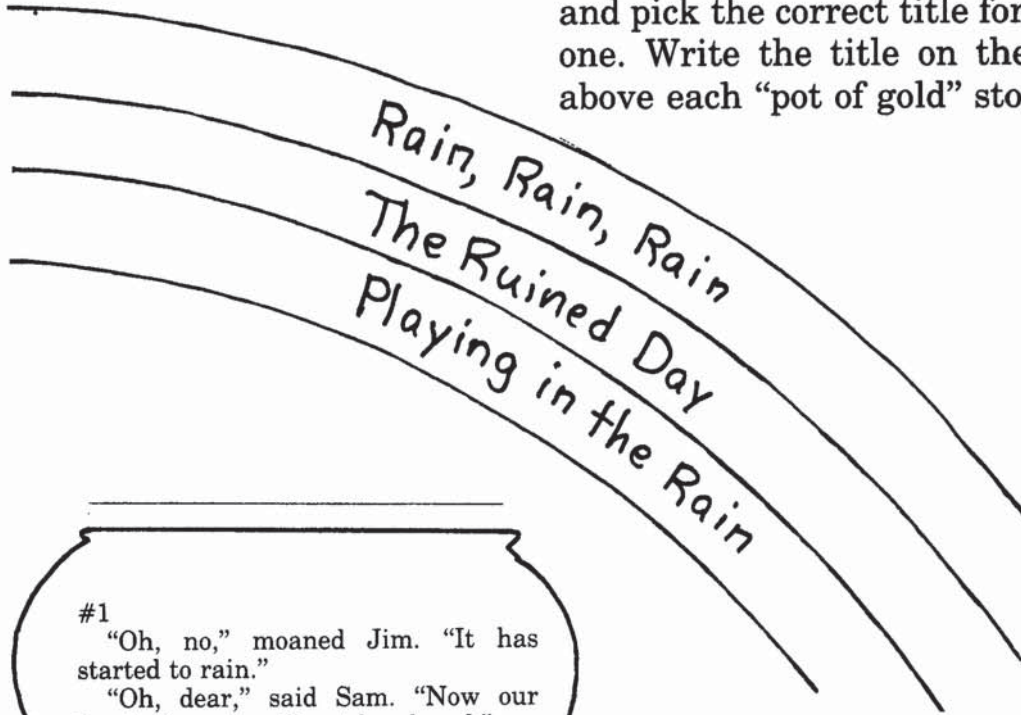 and pick the correct title for
one. Write the title on the
above each "pot of gold"
Rain, Rain, Rain
The Ruined Day
Playing in the Rain
#1
"Oh, no," moaned Jim. "It has
started to rain."
"Oh, dear," said Sam. "Now our